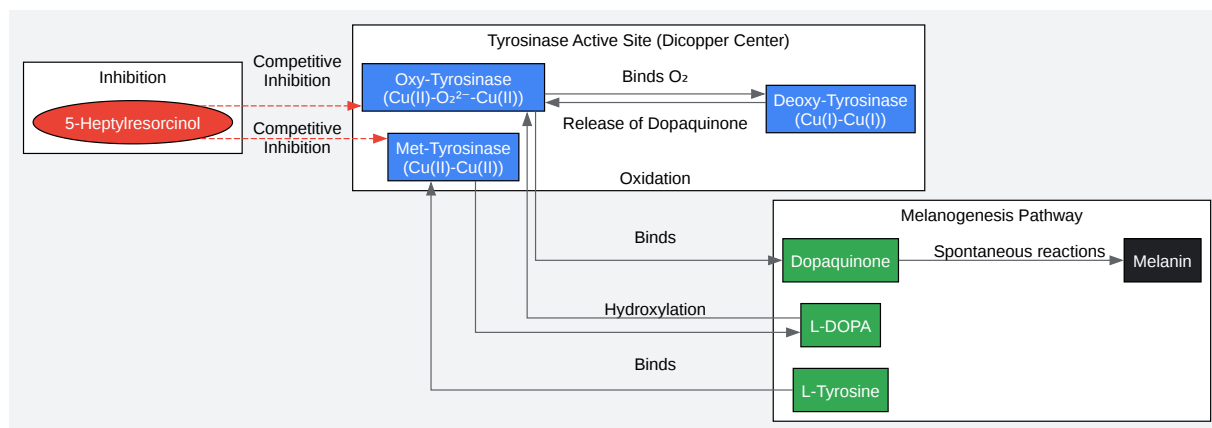 Tyrosinase Active Site (Dicopper Center)
Inhibition
5-Heptylresorcinol
Competitive
Inhibition
Competitive
Inhibition
Oxy-Tyrosinase
(Cu(II)-O₂²⁻-Cu(II))
Binds O₂
Release of Dopaquinone
Deoxy-Tyrosinase
(Cu(I)-Cu(I))
Met-Tyrosinase
(Cu(II)-Cu(II))
Oxidation
Melanogenesis Pathway
Binds
Dopaquinone
Spontaneous reactions
Melanin
Hydroxylation
L-DOPA
Binds
L-Tyrosine